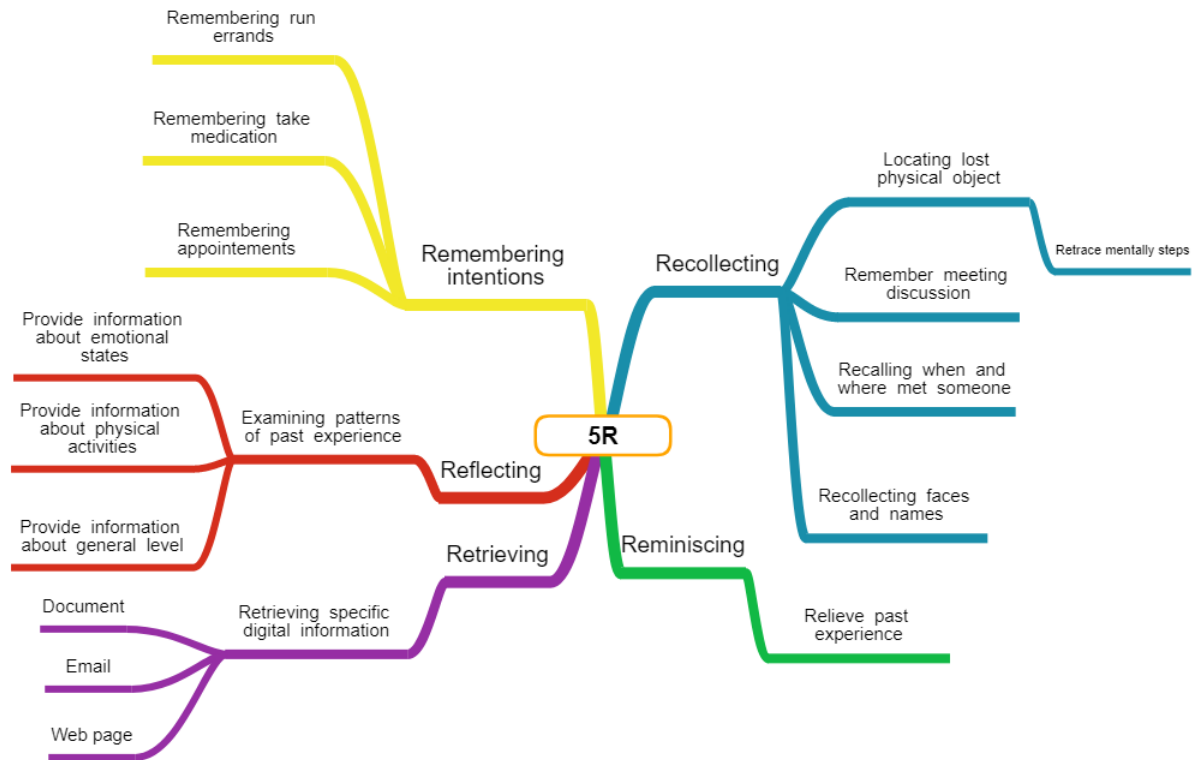 Remembering run
errands
Remembering take
medication
Remembering
appointements
Remembering
intentions
Recollecting
Locating lost
physical object
Retrace mentally steps
Remember meeting
discussion
Recalling when and
where met someone
Recollecting faces
and names
5R
Provide information
about emotional
states
Provide information
about physical
activities
Provide information
about general level
Examining patterns
of past experience
Reflecting
Retrieving
Retrieving specific
digital information
Document
Email
Web page
Reminiscing
Relieve past
experience